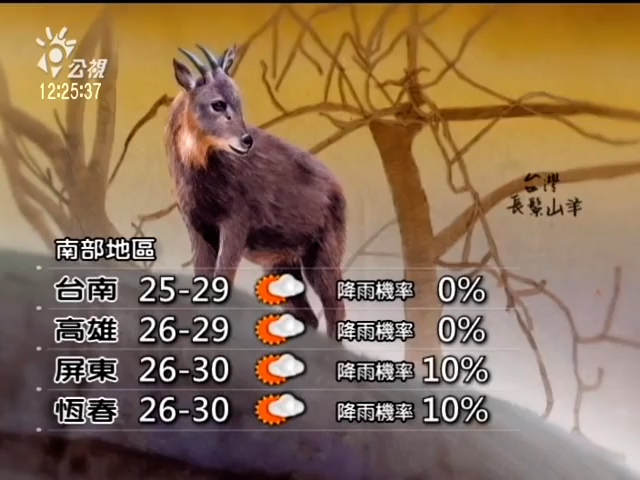 公視
12:25:37
台灣
長鬃山羊
南部地區
台南 25-29 降雨機率 0%
高雄 26-29 降雨機率 0%
屏東 26-30 降雨機率 10%
恆春 26-30 降雨機率 10%